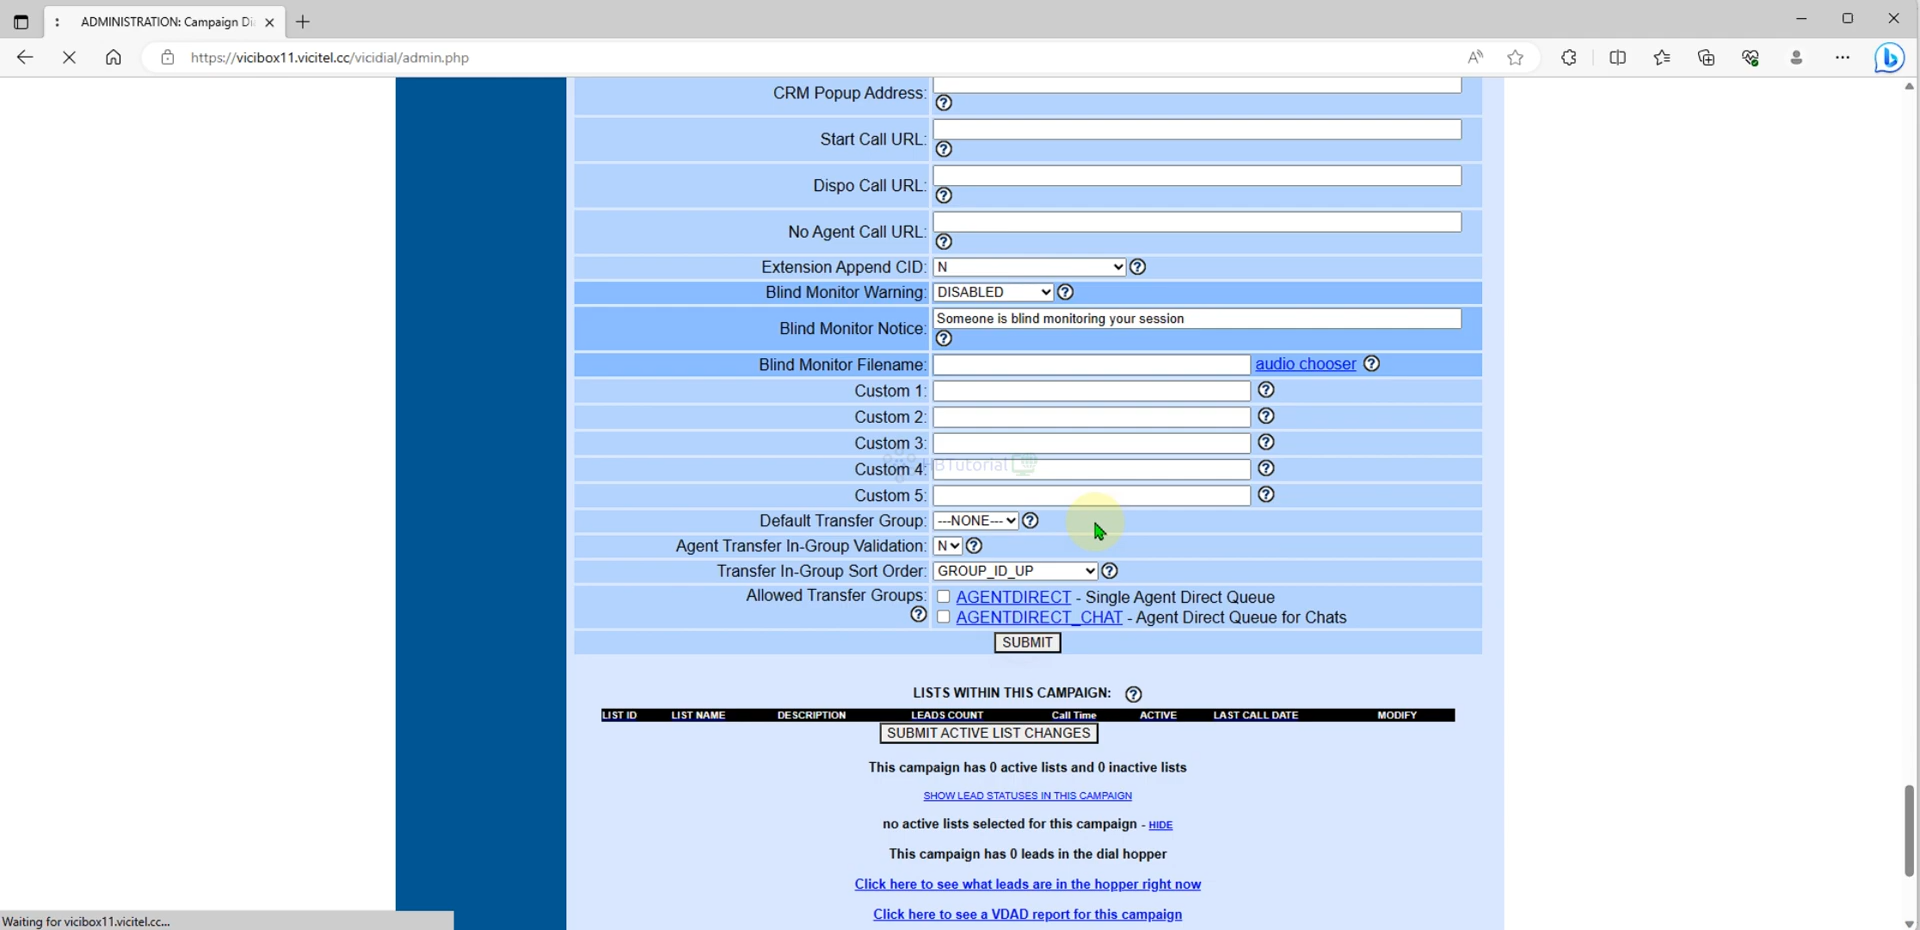 ADMINISTRATION: Campaign De
https://vicibox11.vicitel.cc/vicidial/admin.php
CRM Popup Address:
Start Call URL:
Dispo Call URL:
No Agent Call URL:
Extension Append CID: N
Blind Monitor Warning: DISABLED
Blind Monitor Notice: Someone is blind monitoring your session
Blind Monitor Filename: audio chooser
Custom 1:
Custom 2:
Custom 3:
HBTutorial
Custom 4:
Custom 5:
Default Transfer Group: ---NONE---
Agent Transfer In-Group Validation: N
Transfer In-Group Sort Order: GROUP_ID_UP
Allowed Transfer Groups: AGENTDIRECT - Single Agent Direct Queue
AGENTDIRECT_CHAT - Agent Direct Queue for Chats
SUBMIT
LISTS WITHIN THIS CAMPAIGN:
LIST ID LIST NAME DESCRIPTION LEADS COUNT Call Time ACTIVE LAST CALL DATE MODIFY
SUBMIT ACTIVE LIST CHANGES
This campaign has 0 active lists and 0 inactive lists
SHOW LEAD STATUSES IN THIS CAMPAIGN
no active lists selected for this campaign - HIDE
This campaign has 0 leads in the dial hopper
Click here to see what leads are in the hopper right now
Click here to see a VDAD report for this campaign
Waiting for vicibox11.vicitel.cc...